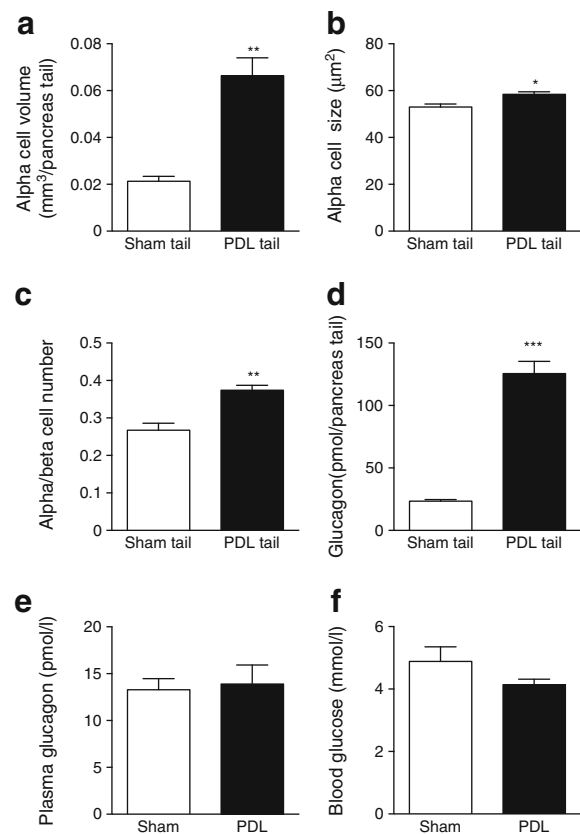 a
Alpha cell volume
(mm³/pancreas tail)
0.08
0.06
0.04
0.02
0
**
Sham tail
PDL tail
b
Alpha cell size (μm²)
80
60
40
20
0
*
Sham tail
PDL tail
c
Alpha/beta cell number
0.5
0.4
0.3
0.2
0.1
0
**
Sham tail
PDL tail
d
Glucagon(pmol/pancreas tail)
150
100
50
0
***
Sham tail
PDL tail
e
Plasma glucagon (pmol/l)
20
15
10
5
0
Sham
PDL
f
Blood glucose (mmol/l)
6
4
2
0
Sham
PDL